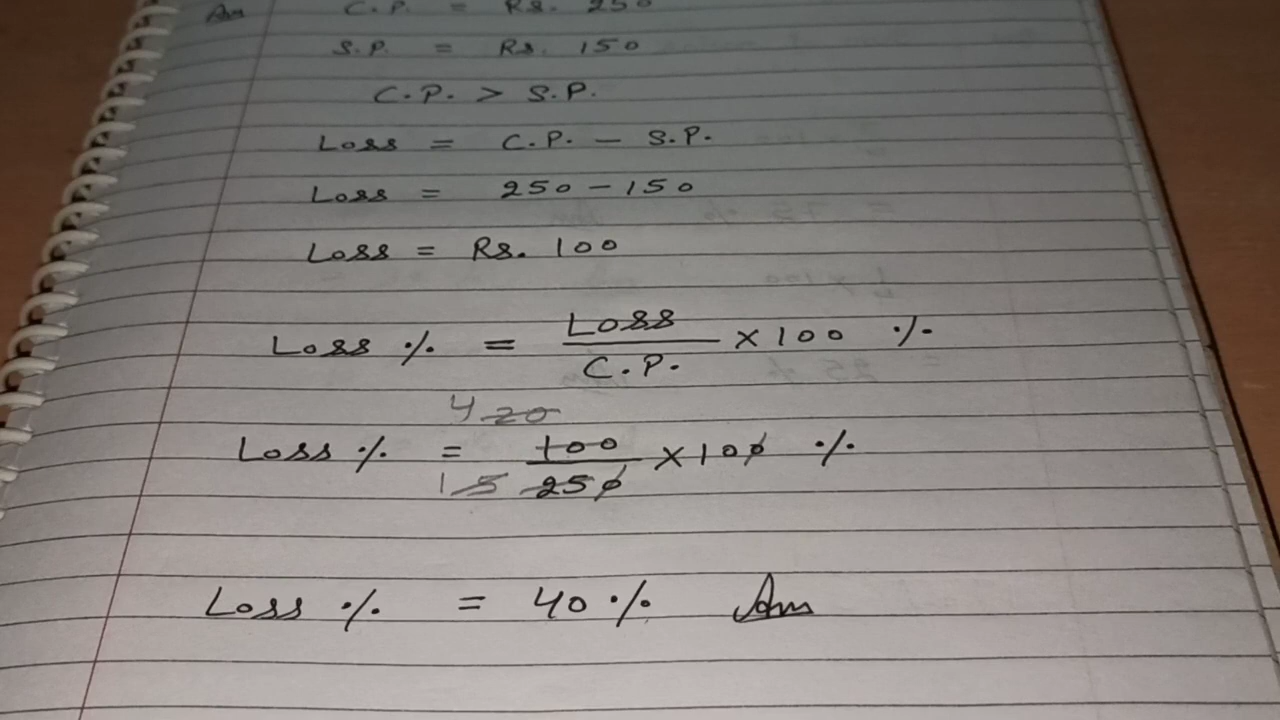 Ans C.P. = Rs. 250
S.P. = Rs. 150
C.P. > S.P.
Loss = C.P. - S.P.
Loss = 250 - 150
Loss = Rs. 100
Loss % = Loss / C.P. × 100 %
4 20
Loss % = 100 / 250 × 100 %
1 5
Loss % = 40 % Ans